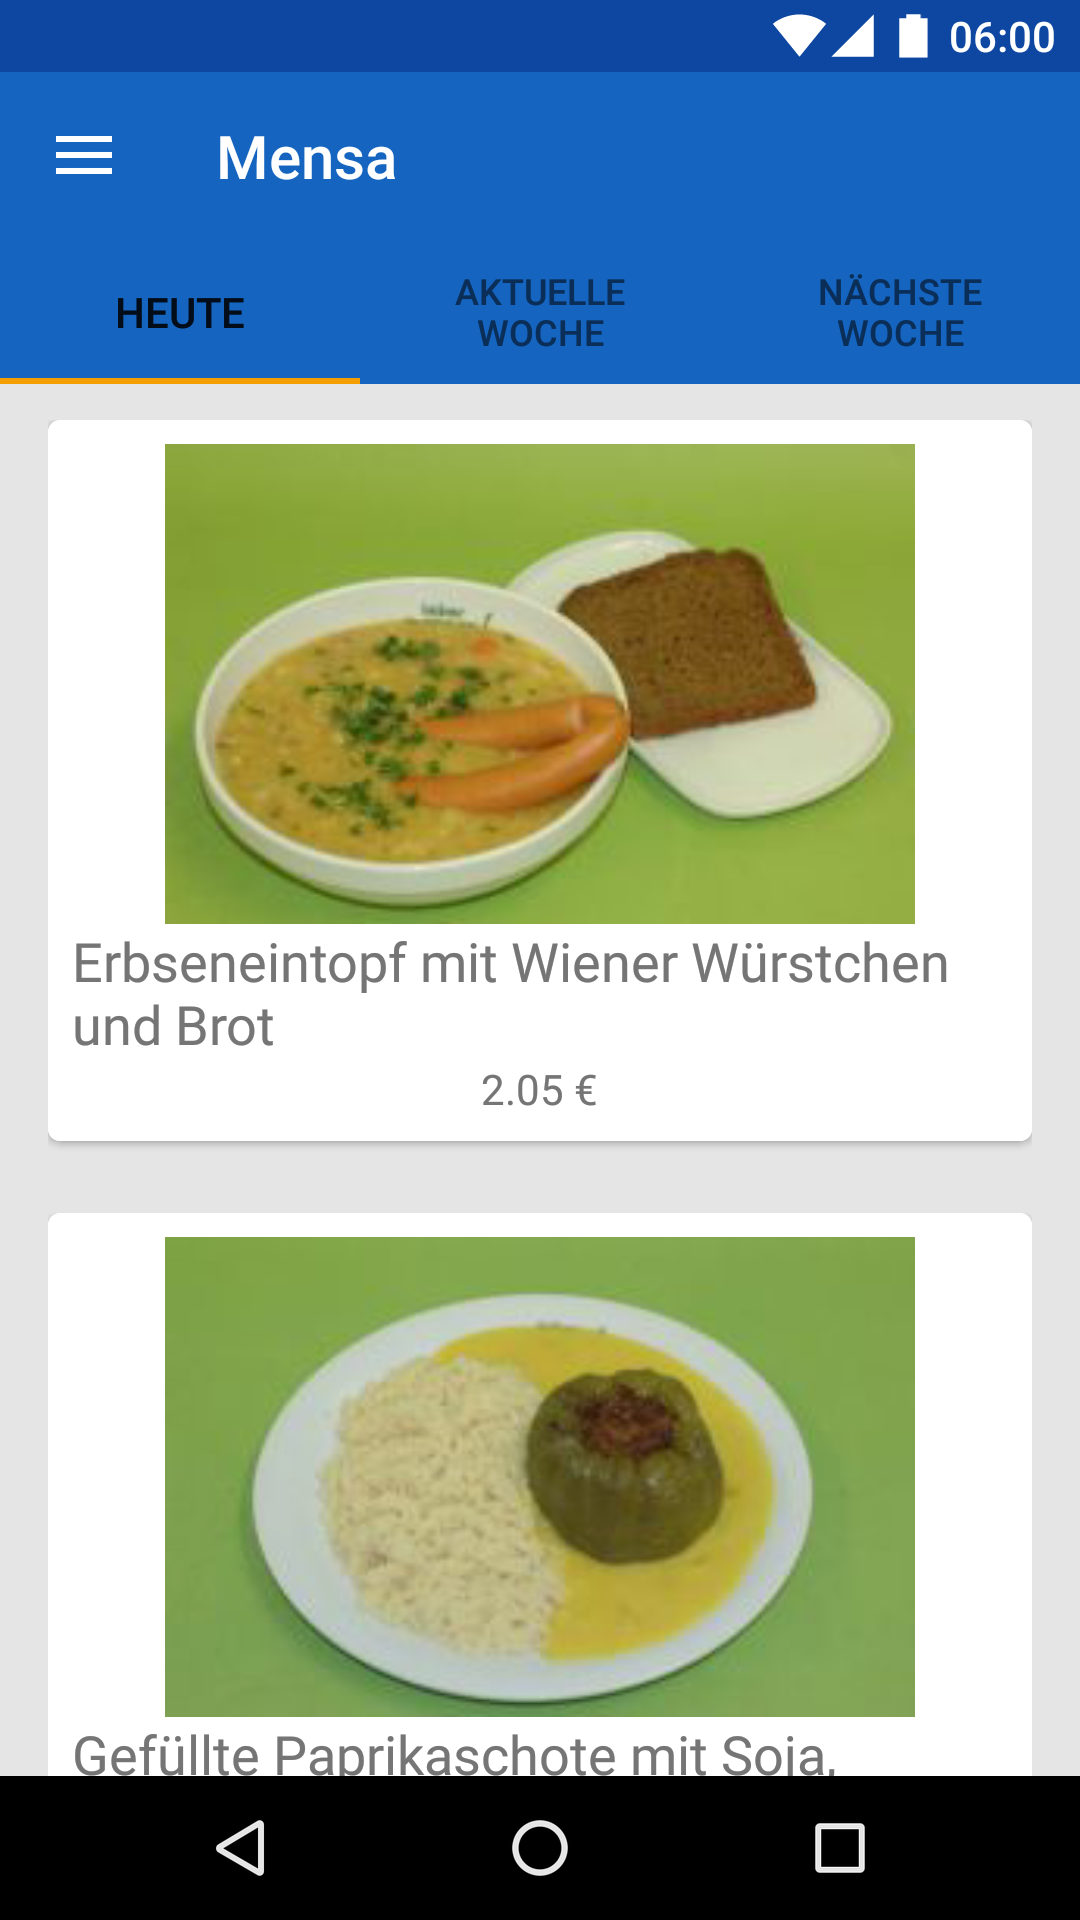 06:00
Mensa
HEUTE
AKTUELLE
WOCHE
NÄCHSTE
WOCHE
Erbseneintopf mit Wiener Würstchen
und Brot
2.05 €
Gefüllte Paprikaschote mit Soja,